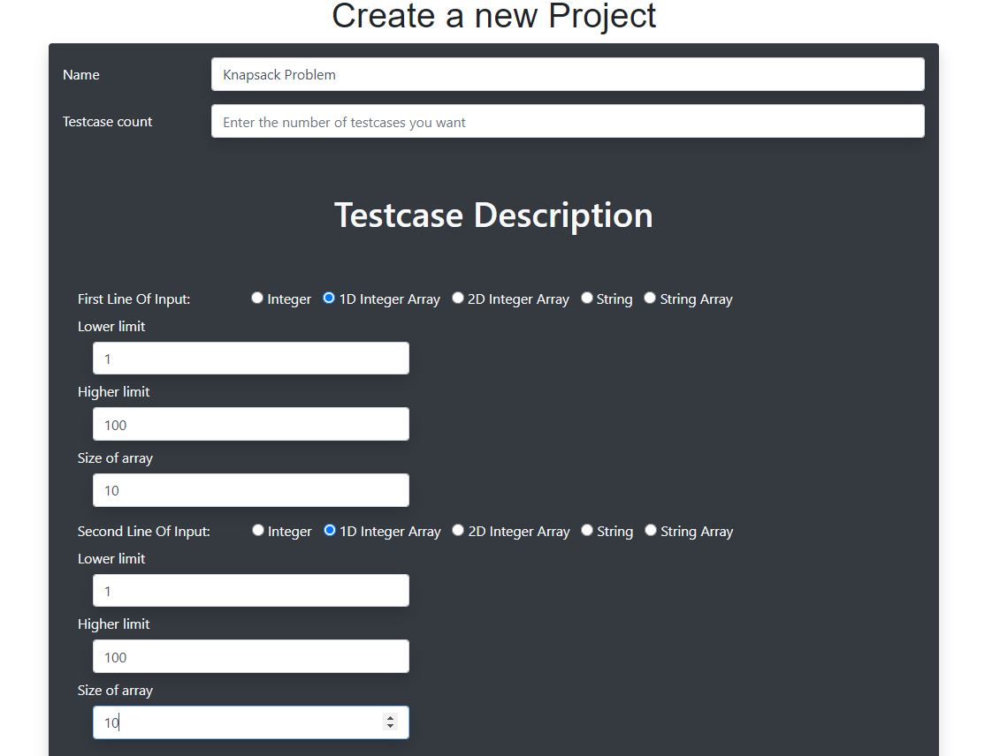 Create a new Project
Name
Knapsack Problem
Testcase count
Enter the number of testcases you want
Testcase Description
First Line Of Input: Integer 1D Integer Array 2D Integer Array String String Array
Lower limit
1
Higher limit
100
Size of array
10
Second Line Of Input: Integer 1D Integer Array 2D Integer Array String String Array
Lower limit
1
Higher limit
100
Size of array
10